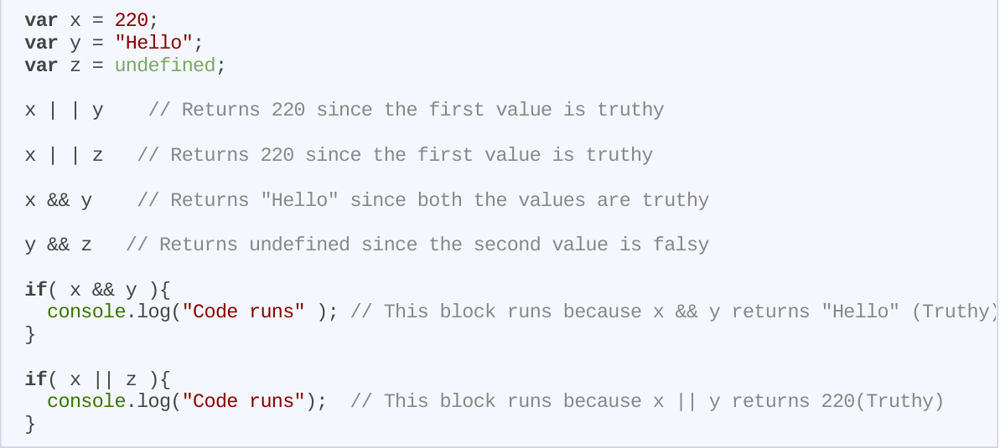 var x = 220;
var y = "Hello";
var z = undefined;
x | | y    // Returns 220 since the first value is truthy
x | | z   // Returns 220 since the first value is truthy
x && y    // Returns "Hello" since both the values are truthy
y && z   // Returns undefined since the second value is falsy
if( x && y ){
  console.log("Code runs" ); // This block runs because x && y returns "Hello" (Truthy)
}
if( x || z ){
  console.log("Code runs");  // This block runs because x || y returns 220(Truthy)
}